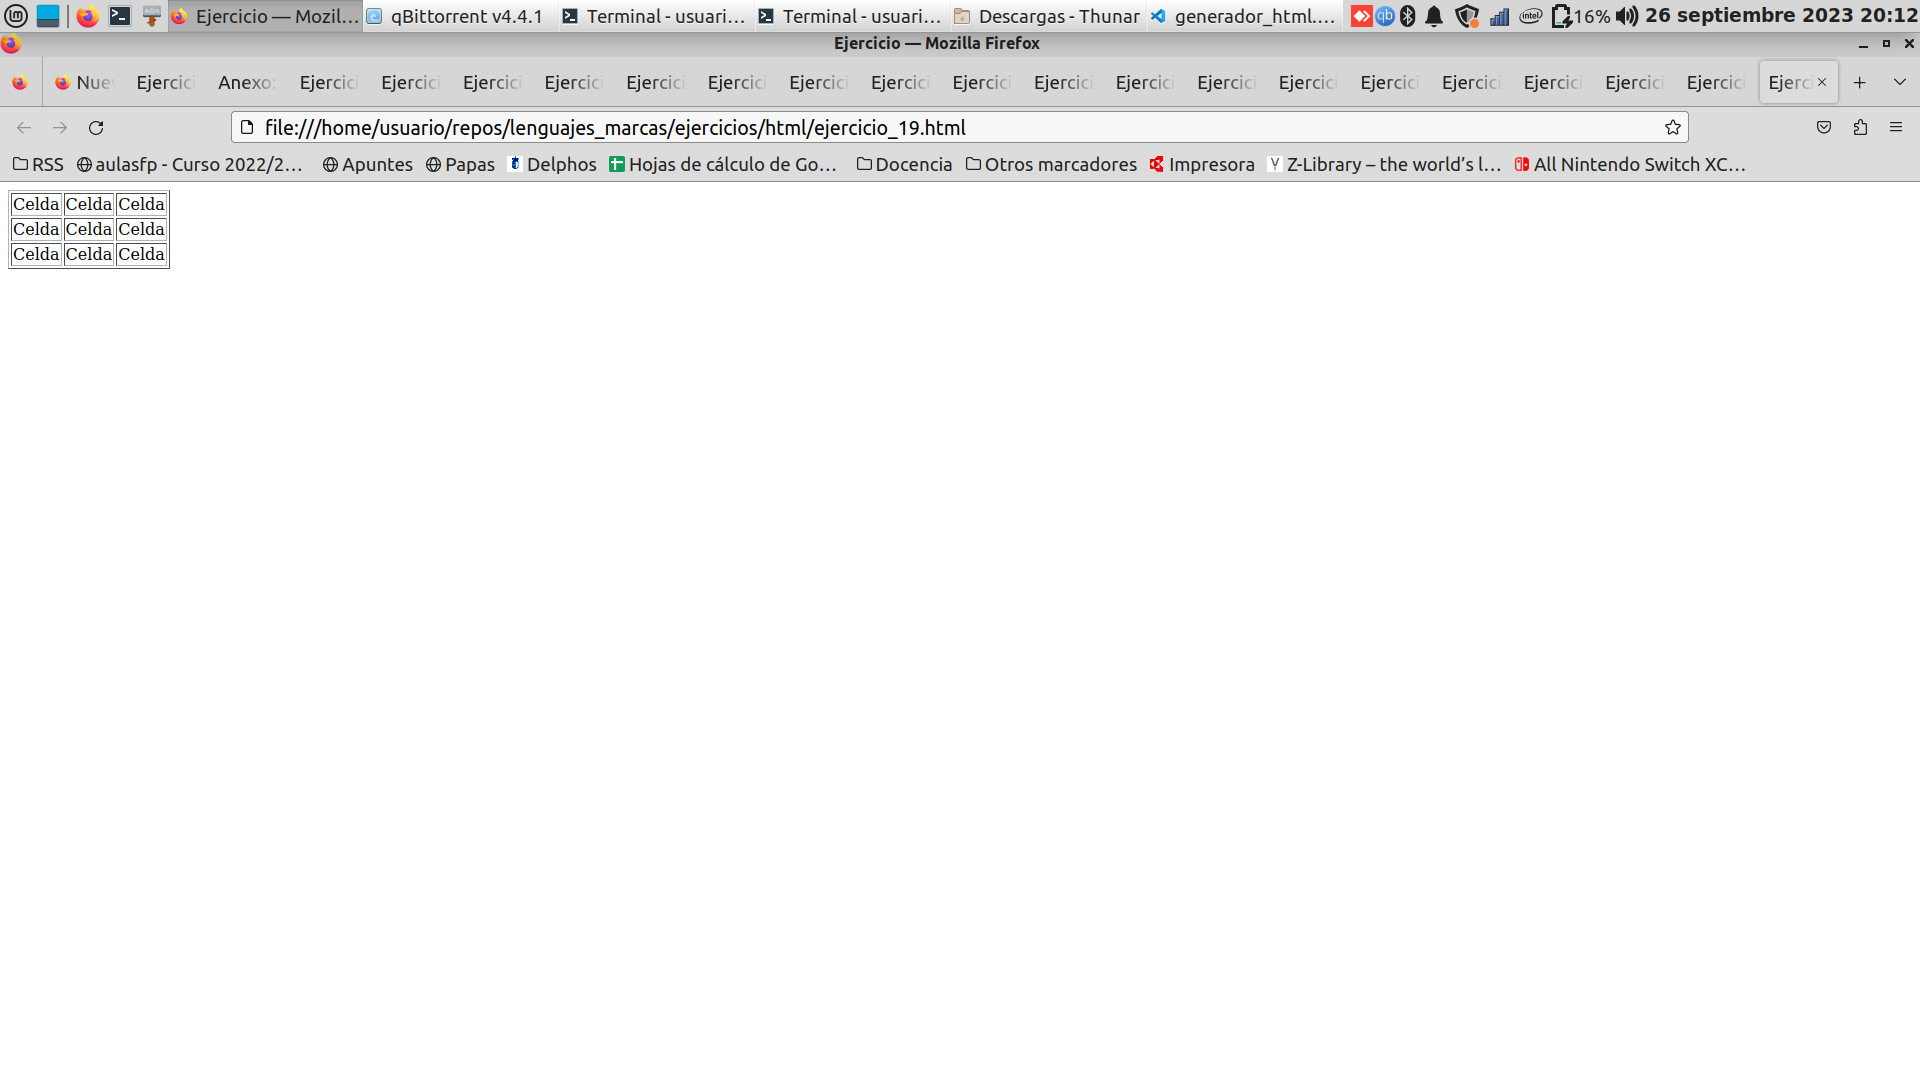 Ejercicio — Mozil... qBittorrent v4.4.1 Terminal - usuari... Terminal - usuari... Descargas - Thunar generador_html.... qb intel 16% 26 septiembre 2023 20:12
Ejercicio — Mozilla Firefox
Nuev Ejercici Anexo: Ejercici Ejercici Ejercici Ejercici Ejercici Ejercici Ejercici Ejercici Ejercici Ejercici Ejercici Ejercici Ejercici Ejercici Ejercici Ejercici Ejercici Ejercici Ejerci
file:///home/usuario/repos/lenguajes_marcas/ejercicios/html/ejercicio_19.html
RSS aulasfp - Curso 2022/2... Apuntes Papas Delphos Hojas de cálculo de Go... Docencia Otros marcadores Impresora Z-Library – the world's l... All Nintendo Switch XC...
Celda Celda Celda
Celda Celda Celda
Celda Celda Celda